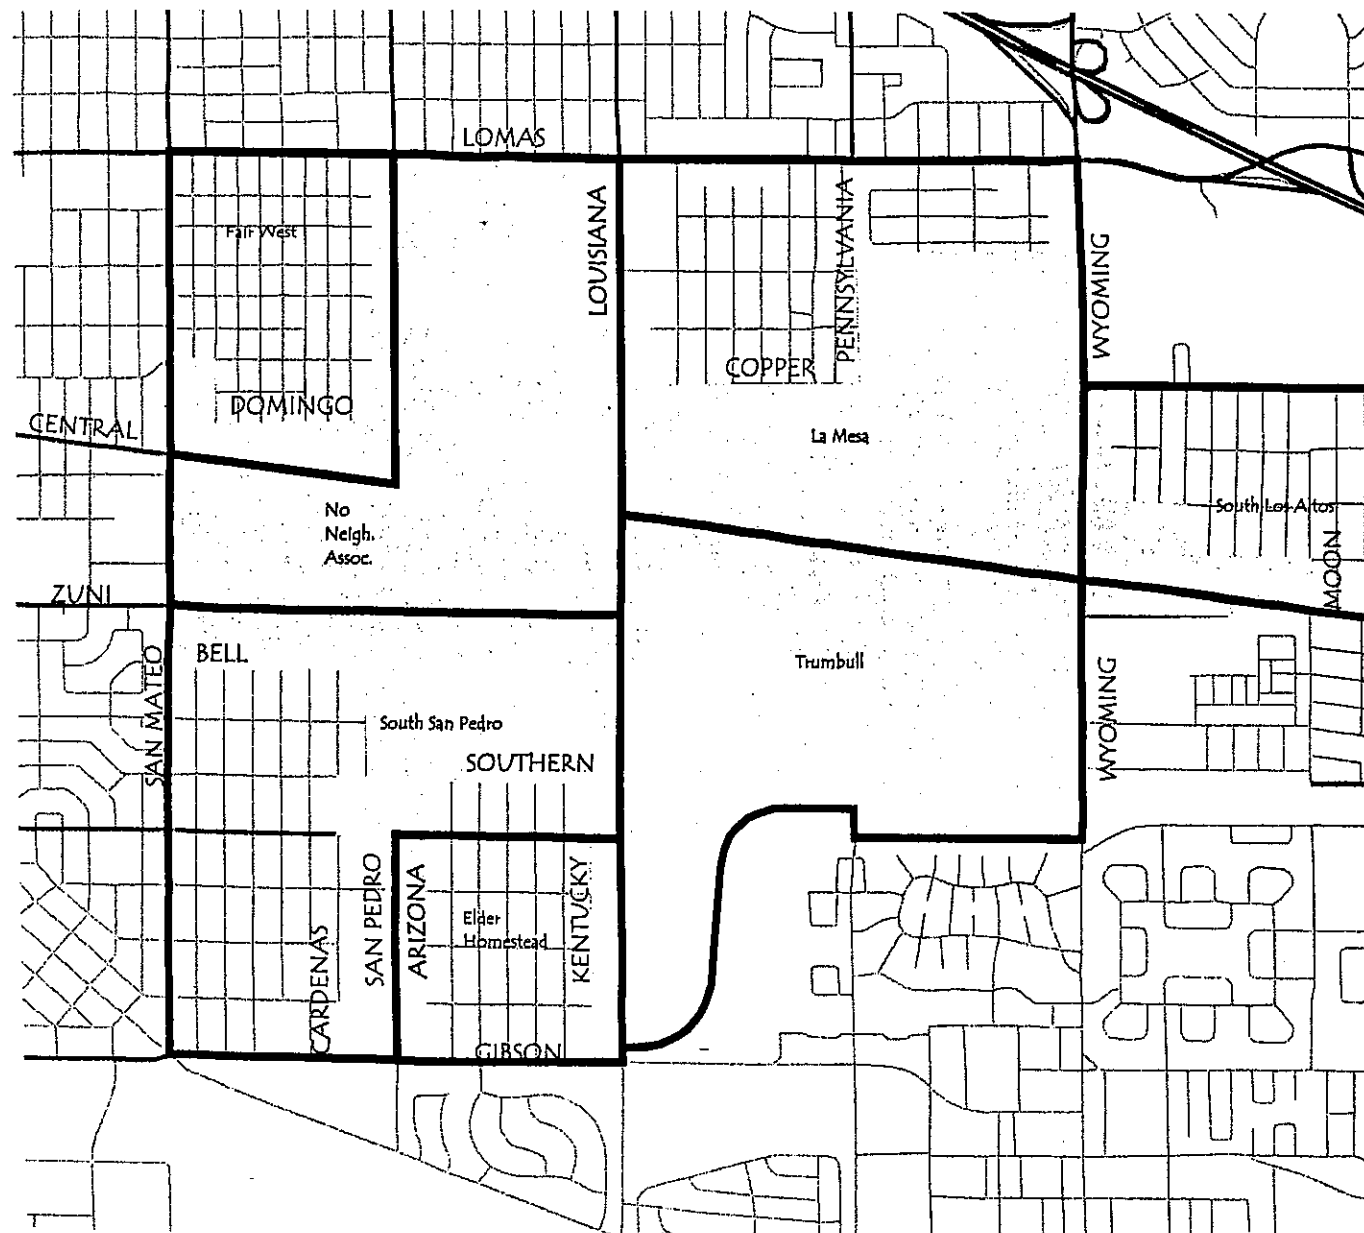 LOMAS
LOUISIANA
PENNSYLVANIA
Fair West
WYOMING
COPPER
DOMINGO
CENTRAL
La Mesa
No
Neigh.
Assoc.
South Los Altos
MOON
ZUNI
BELL
SAN MATEO
Trumbull
WYOMING
South San Pedro
SOUTHERN
SAN PEDRO
ARIZONA
KENTUCKY
Elder
Homestead
CARDENAS
GIBSON